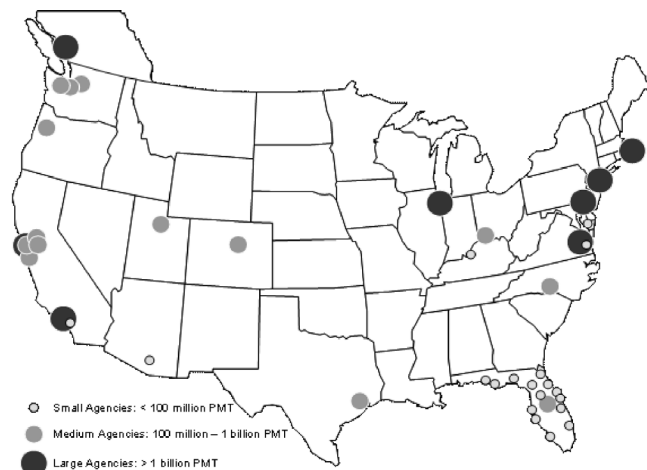 Small Agencies: < 100 million PMT
Medium Agencies: 100 million – 1 billion PMT
Large Agencies: > 1 billion PMT